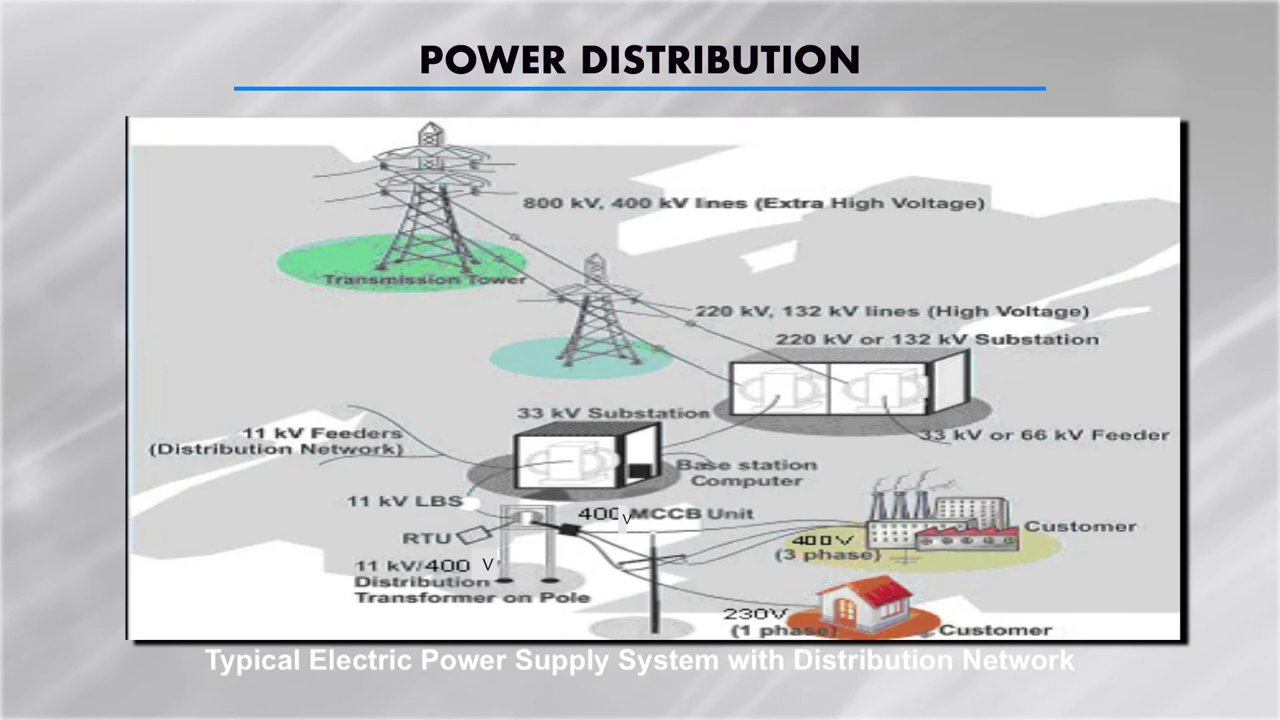 POWER DISTRIBUTION
800 kV, 400 kV lines (Extra High Voltage)
Transmission Tower
220 kV, 132 kV lines (High Voltage)
220 kV or 132 kV Substation
33 kV Substation
11 kV Feeders
(Distribution Network)
33 kV or 66 kV Feeder
Base station
Computer
11 kV LBS
400 V MCCB Unit
Customer
RTU
400V
(3 phase)
11 kV/400 V
Distribution
Transformer on Pole
230V
(1 phase)
Customer
Typical Electric Power Supply System with Distribution Network